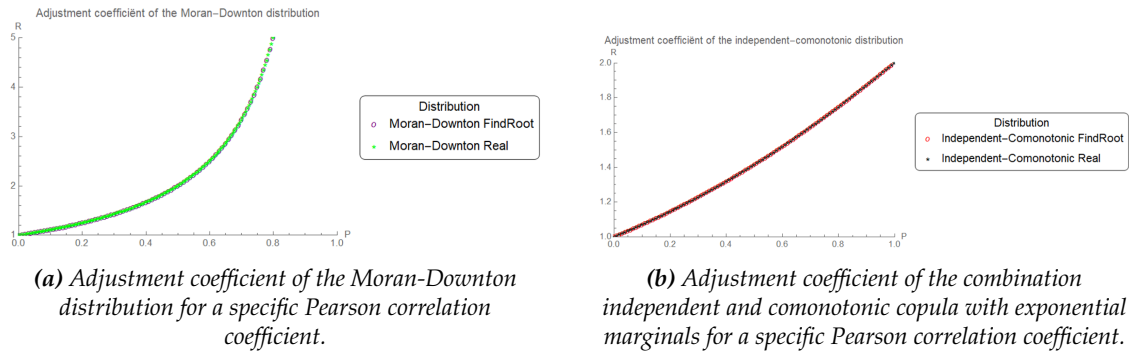 Adjustment coefficiënt of the Moran–Downton distribution
R
5
4
3
2
1
0.0 0.2 0.4 0.6 0.8 1.0
P
Distribution
Moran–Downton FindRoot
Moran–Downton Real
(a) Adjustment coefficient of the Moran-Downton
distribution for a specific Pearson correlation
coefficient.
Adjustment coefficiënt of the independent–comonotonic distribution
R
2.0
1.8
1.6
1.4
1.2
1.0
0.0 0.2 0.4 0.6 0.8 1.0
P
Distribution
Independent–Comonotonic FindRoot
Independent–Comonotonic Real
(b) Adjustment coefficient of the combination
independent and comonotonic copula with exponential
marginals for a specific Pearson correlation coefficient.